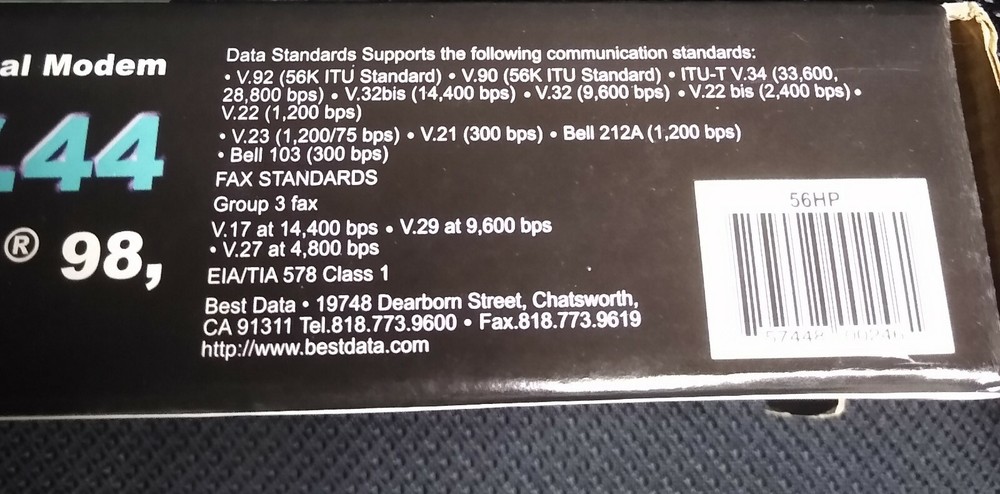 al Modem
.44
® 98,
Data Standards Supports the following communication standards:
• V.92 (56K ITU Standard) • V.90 (56K ITU Standard) • ITU-T V.34 (33,600,
28,800 bps) • V.32bis (14,400 bps) • V.32 (9,600 bps) • V.22 bis (2,400 bps) •
V.22 (1,200 bps)
• V.23 (1,200/75 bps) • V.21 (300 bps) • Bell 212A (1,200 bps)
• Bell 103 (300 bps)
FAX STANDARDS
Group 3 fax
V.17 at 14,400 bps • V.29 at 9,600 bps
• V.27 at 4,800 bps
EIA/TIA 578 Class 1
Best Data • 19748 Dearborn Street, Chatsworth,
CA 91311 Tel.818.773.9600 • Fax.818.773.9619
http://www.bestdata.com
56HP